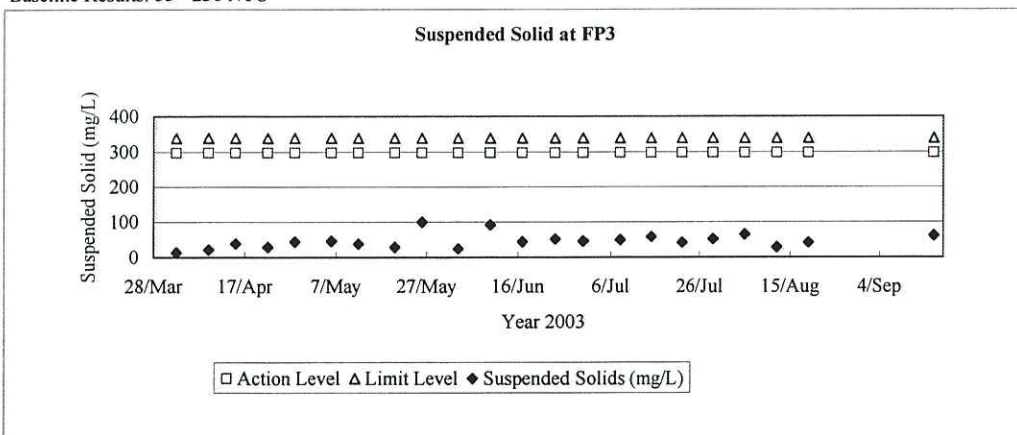 Suspended Solid at FP3
Suspended Solid (mg/L)
400
300
200
100
0
28/Mar 17/Apr 7/May 27/May 16/Jun 6/Jul 26/Jul 15/Aug 4/Sep
Year 2003
Action Level Limit Level Suspended Solids (mg/L)